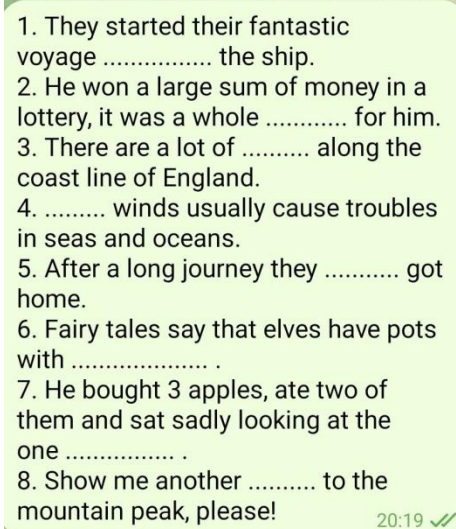 1. They started their fantastic
voyage ................ the ship.
2. He won a large sum of money in a
lottery, it was a whole ............ for him.
3. There are a lot of .......... along the
coast line of England.
4. ......... winds usually cause troubles
in seas and oceans.
5. After a long journey they ........... got
home.
6. Fairy tales say that elves have pots
with .................... .
7. He bought 3 apples, ate two of
them and sat sadly looking at the
one ................ .
8. Show me another .......... to the
mountain peak, please!
20:19